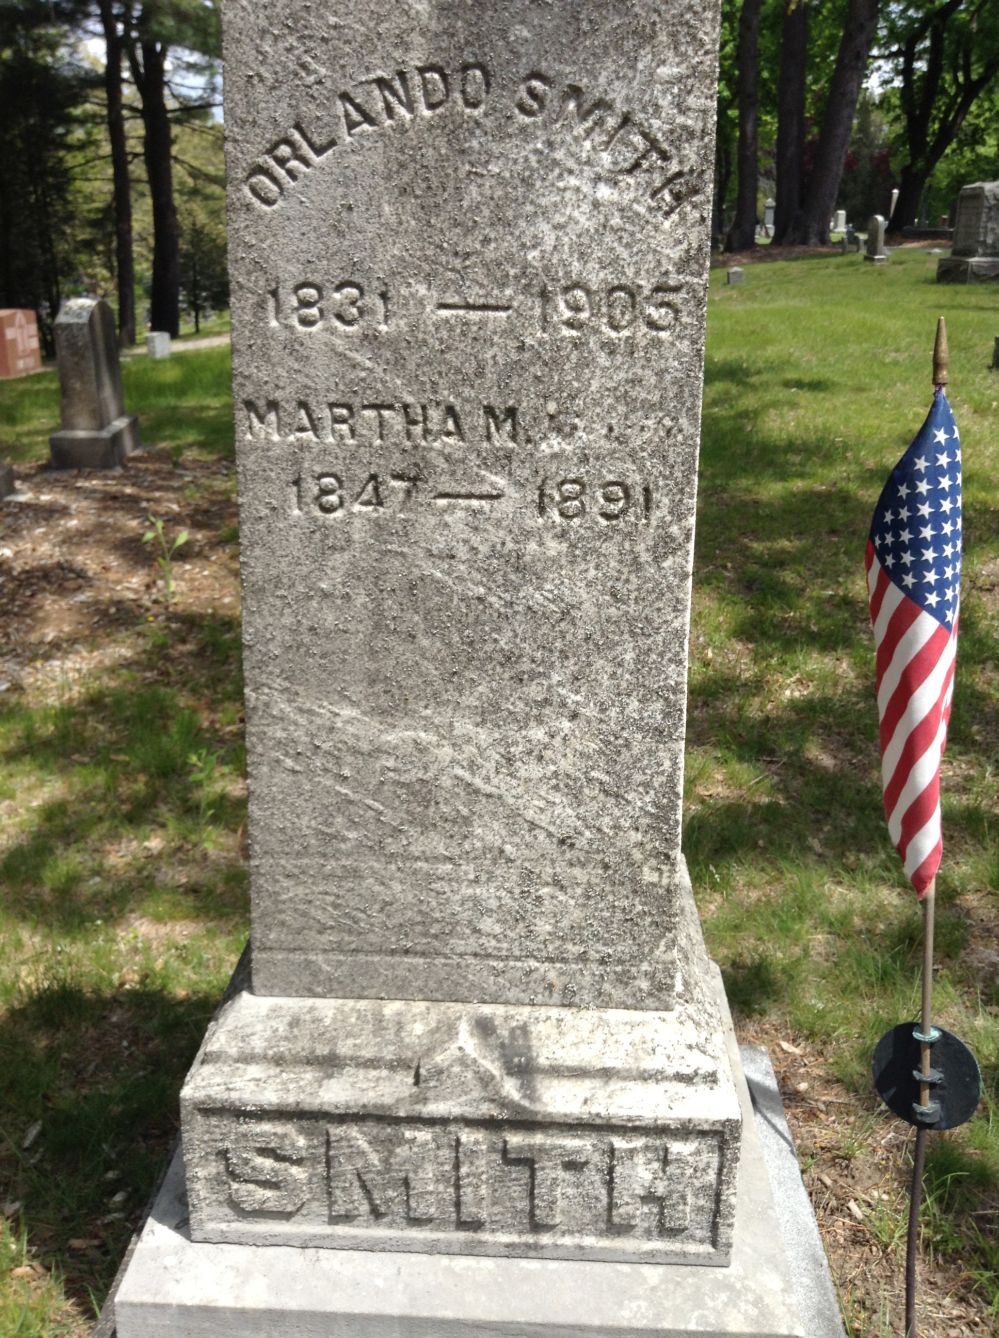 ORLANDO SMITH
1831 — 1905
MARTHA M.
1847 — 1891
SMITH